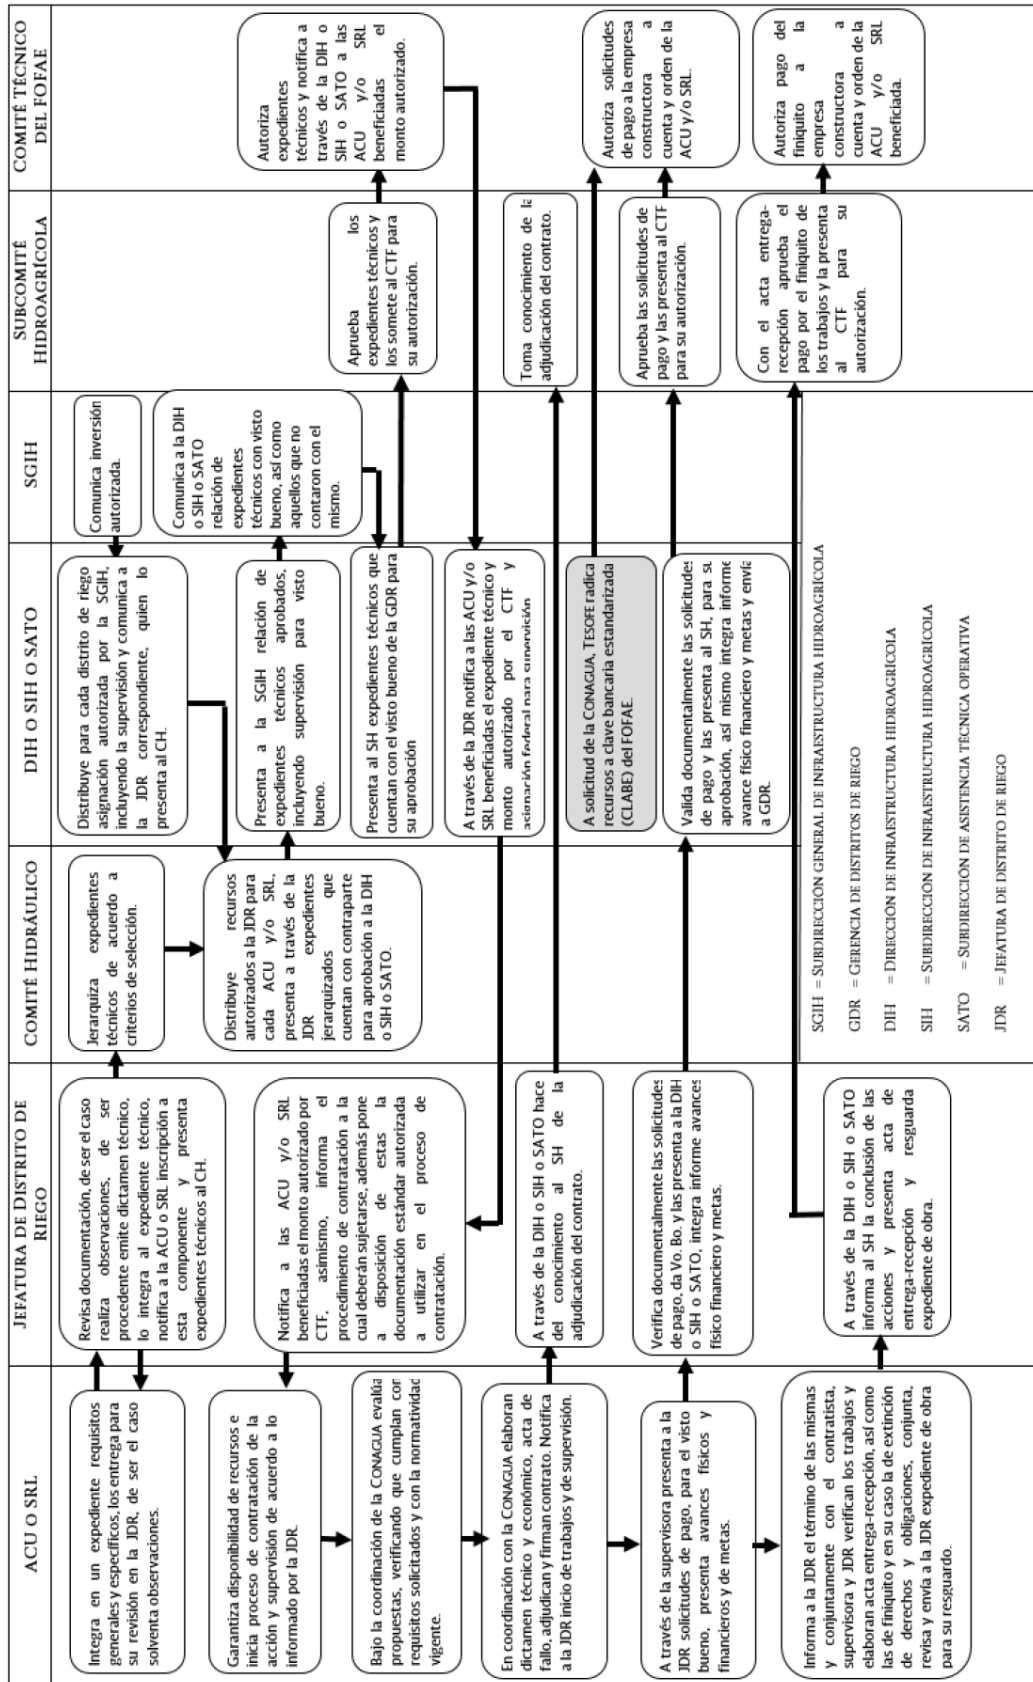 ACU O SRL
JEFATURA DE DISTRITO DE
RIEGO
COMITÉ HIDRÁULICO
DIH O SIH O SATO
SGIH
SUBCOMITÉ
HIDROAGRÍCOLA
COMITÉ TÉCNICO
DEL FOFAE
Integra en un expediente requisitos
generales y específicos, los entrega para
su revisión en la JDR, de ser el caso
solventa observaciones.
Revisa documentación, de ser el caso
realiza observaciones, de ser
procedente emite dictamen técnico,
lo integra al expediente técnico,
notifica a la ACU o SRL inscripción a
esta componente y presenta
expedientes técnicos al CH.
Jerarquiza expedientes
técnicos de acuerdo a
criterios de selección.
Distribuye para cada distrito de riego
asignación autorizada por la SGIH,
incluyendo la supervisión y comunica a
la JDR correspondiente, quien lo
presenta al CH.
Comunica inversión
autorizada.
Distribuye recursos
autorizados a la JDR para
cada ACU y/o SRL,
presenta a través de la
JDR expedientes
jerarquizados que
cuentan con contraparte
para aprobación a la DIH
o SIH o SATO.
Presenta a la SGIH relación de
expedientes técnicos aprobados,
incluyendo supervisión para visto
bueno.
Comunica a la DIH
o SIH o SATO
relación de
expedientes
técnicos con visto
bueno, así como
aquellos que no
contaron con el
mismo.
Presenta al SH expedientes técnicos que
cuentan con el visto bueno de la GDR para
su aprobación
Aprueba los
expedientes técnicos y
los somete al CTF para
su autorización.
Autoriza
expedientes
técnicos y notifica a
través de la DIH o
SIH o SATO a las
ACU y/o SRL
beneficiadas el
monto autorizado.
A través de la JDR notifica a las ACU y/o
SRL beneficiadas el expediente técnico y
monto autorizado por el CTF y
asignación federal para supervisión
Notifica a las ACU y/o SRL
beneficiadas el monto autorizado por
CTF, asimismo, informa el
procedimiento de contratación a la
cual deberán sujetarse, además pone
a disposición de estas la
documentación estándar autorizada
a utilizar en el proceso de
contratación.
Garantiza disponibilidad de recursos e
inicia proceso de contratación de la
acción y supervisión de acuerdo a lo
informado por la JDR.
Bajo la coordinación de la CONAGUA evalúa
propuestas, verificando que cumplan con
requisitos solicitados y con la normatividad
vigente.
En coordinación con la CONAGUA elaboran
dictamen técnico y económico, acta de
fallo, adjudican y firman contrato. Notifica
a la JDR inicio de trabajos y de supervisión.
A través de la DIH o SIH o SATO hace
del conocimiento al SH de la
adjudicación del contrato.
Toma conocimiento de la
adjudicación del contrato.
A solicitud de la CONAGUA, TESOFE radica
recursos a clave bancaria estandarizada
(CLABE) del FOFAE.
Autoriza solicitudes
de pago a la empresa
constructora a
cuenta y orden de la
ACU y/o SRL.
A través de la supervisora presenta a la
JDR solicitudes de pago, para el visto
bueno, presenta avances físicos y
financieros y de metas.
Verifica documentalmente las solicitudes
de pago, da Vo. Bo. y las presenta a la DIH
o SIH o SATO, integra informe avances
físico financiero y metas.
Valida documentalmente las solicitudes
de pago y las presenta al SH, para su
aprobación, así mismo integra informe
avance físico financiero y metas y envía
a GDR.
Aprueba las solicitudes de
pago y las presenta al CTF
para su autorización.
Informa a la JDR el término de las mismas
y conjuntamente con el contratista,
supervisora y JDR verifican los trabajos y
elaboran acta entrega-recepción, así como
las de finiquito y en su caso la de extinción
de derechos y obligaciones, conjunta,
revisa y envía a la JDR expediente de obra
para su resguardo.
A través de la DIH o SIH o SATO
informa al SH la conclusión de las
acciones y presenta acta de
entrega-recepción y resguarda
expediente de obra.
Con el acta entrega-
recepción aprueba el
pago por el finiquito de
los trabajos y la presenta
al CTF para su
autorización.
Autoriza pago del
finiquito a la
empresa
constructora a
cuenta y orden de la
ACU y/o SRL
beneficiada.
SGIH = SUBDIRECCIÓN GENERAL DE INFRAESTRUCTURA HIDROAGRÍCOLA
GDR = GERENCIA DE DISTRITOS DE RIEGO
DIH = DIRECCIÓN DE INFRAESTRUCTURA HIDROAGRÍCOLA
SIH = SUBDIRECCIÓN DE INFRAESTRUCTURA HIDROAGRÍCOLA
SATO = SUBDIRECCIÓN DE ASISTENCIA TÉCNICA OPERATIVA
JDR = JEFATURA DE DISTRITO DE RIEGO